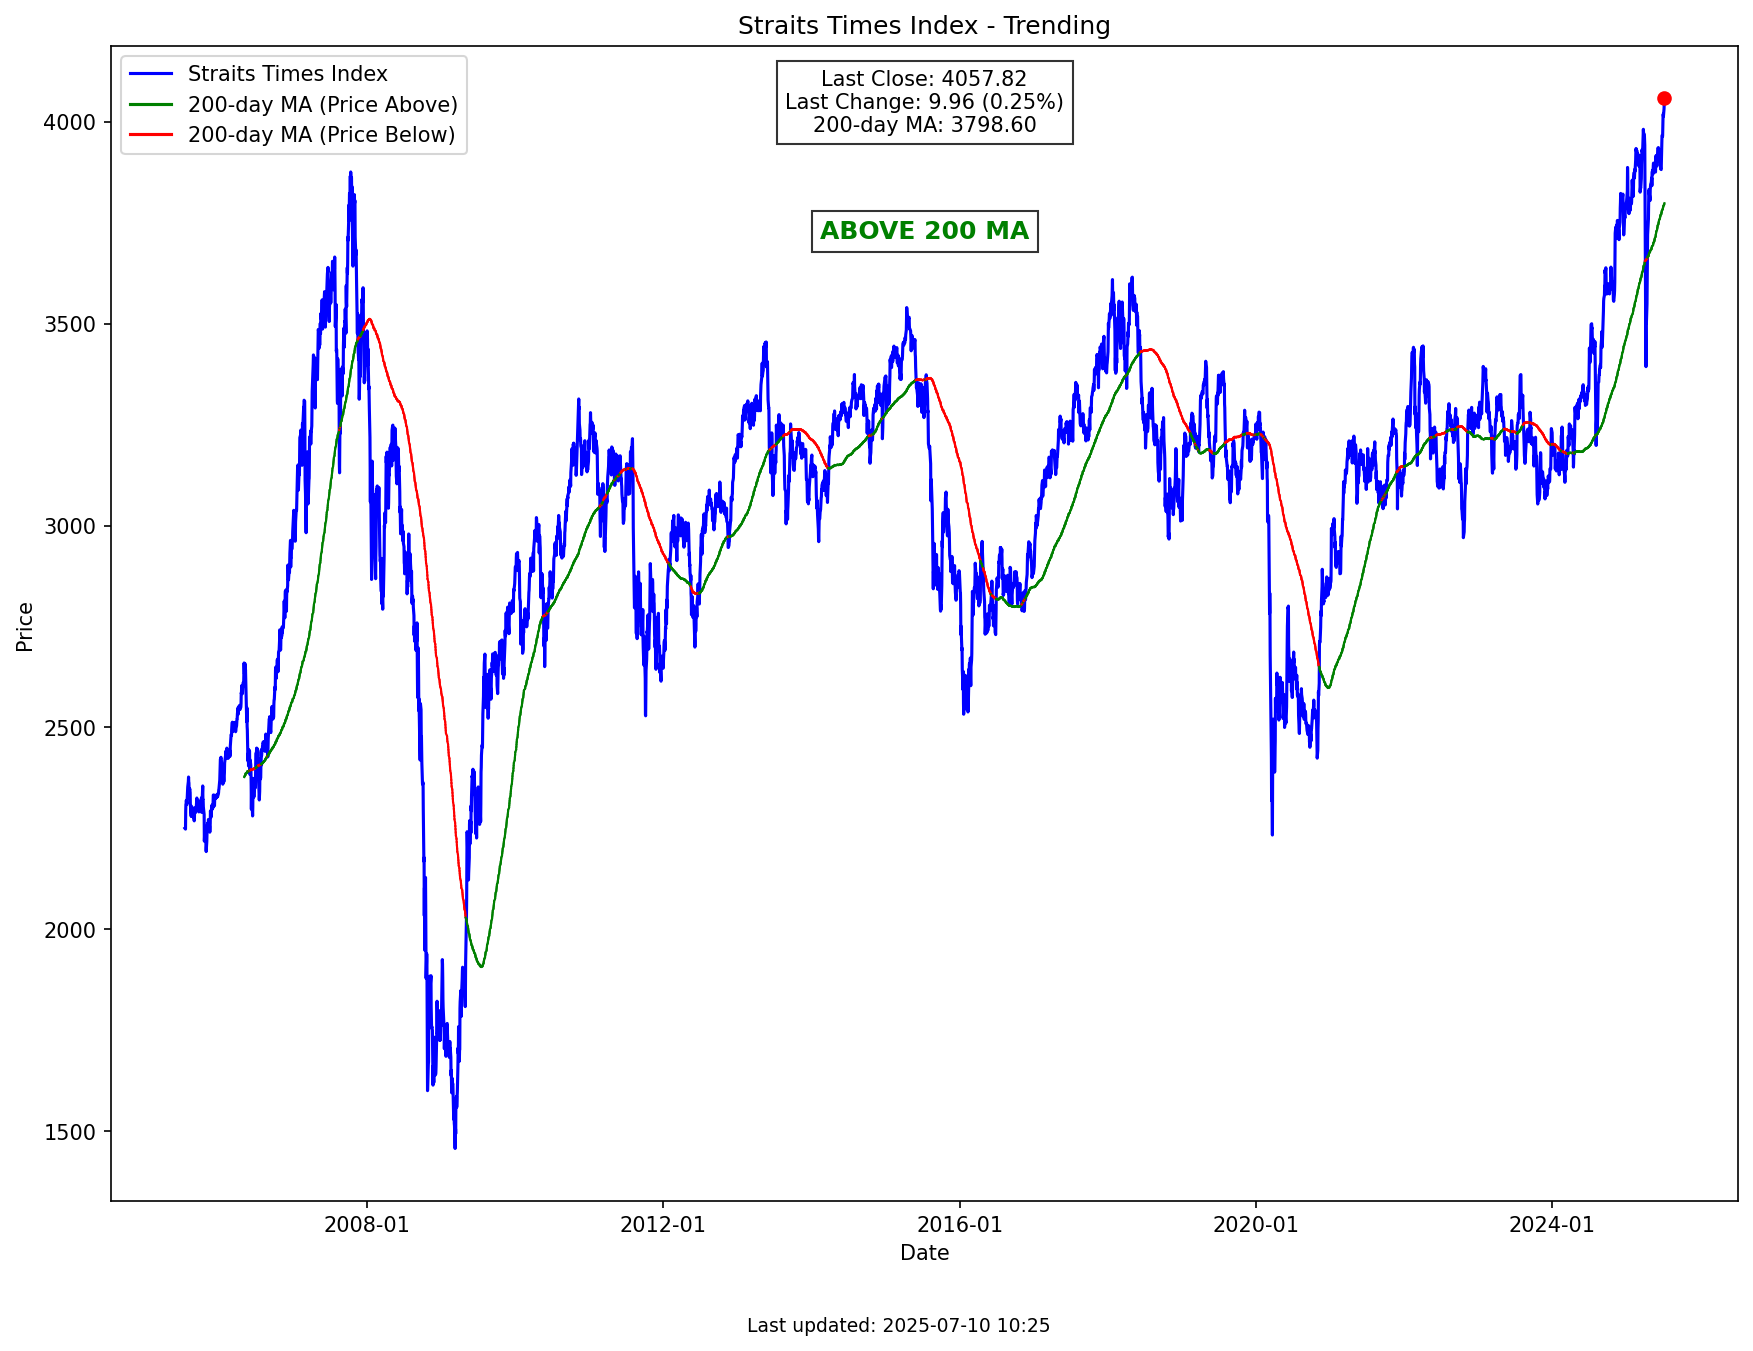 Straits Times Index - Trending
Straits Times Index
200-day MA (Price Above)
200-day MA (Price Below)
Last Close: 4057.82
Last Change: 9.96 (0.25%)
200-day MA: 3798.60
ABOVE 200 MA
Price
4000
3500
3000
2500
2000
1500
2008-01
2012-01
2016-01
2020-01
2024-01
Date
Last updated: 2025-07-10 10:25